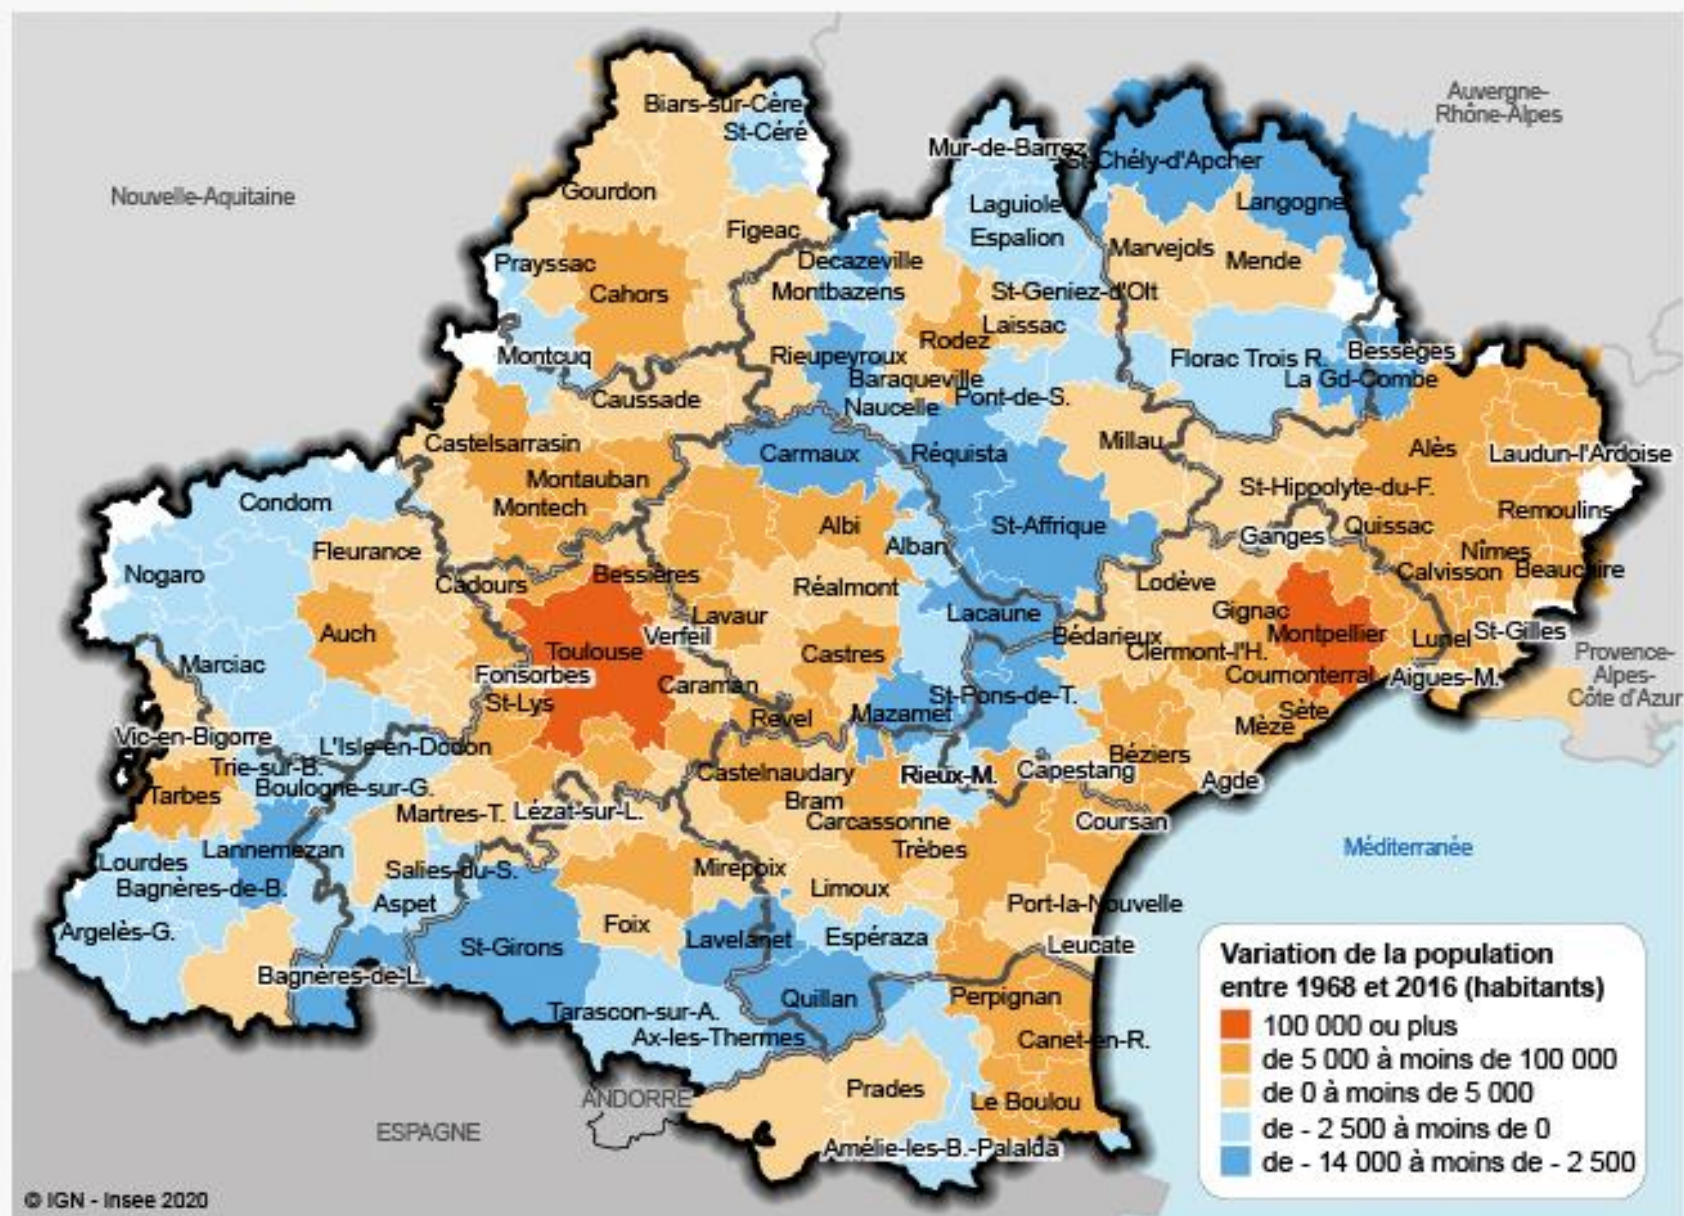 Auvergne-
Rhône-Alpes
Biars-sur-Cère
St-Céré
Mur-de-Barrez
St-Chély-d'Apcher
Nouvelle-Aquitaine
Gourdon
Laguiole
Langogne
Figeac
Espalion
Marvejols
Mende
Prayssac
Decazeville
Cahors
Montbazens
St-Geniez-d'Olt
Laissac
Rodez
Montcuq
Rieupeyroux
Florac Trois R.
Bessèges
Baraqueville
La Gd-Combe
Caussade
Naucelle
Pont-de-S.
Castelsarrasin
Carmaux
Réquista
Millau
Alès
Laudun-l'Ardoise
Montauban
Condom
Montech
St-Hippolyte-du-F.
Remoulins
Albi
St-Affrique
Quissac
Ganges
Fleurance
Alban
Nîmes
Nogaro
Cadours
Bessières
Réalmont
Lodève
Calvisson
Beaucaire
Lavaur
Lacaune
Gignac
Auch
Verfeil
Bédarieux
Montpellier
Lunel
St-Gilles
Toulouse
Castres
Clermont-l'H.
Provence-
Alpes-
Côte d'Azur
Marciac
Fonsorbes
Caraman
St-Pons-de-T.
Cournonterral
Aigues-M.
St-Lys
Revel
Mazamet
Sète
Mèze
Vic-en-Bigorre
L'Isle-en-Dodon
Béziers
Trie-sur-B.
Castelnaudary
Rieux-M.
Capestang
Agde
Boulogne-sur-G.
Tarbes
Martres-T.
Lézat-sur-L.
Bram
Carcassonne
Coursan
Trèbes
Méditerranée
Lourdes
Lannemezan
Salies-du-S.
Mirepoix
Limoux
Bagnères-de-B.
Aspet
Port-la-Nouvelle
Argelès-G.
Foix
St-Girons
Lavelanet
Espéraza
Leucate
Bagnères-de-L.
Quillan
Perpignan
Tarascon-sur-A.
Ax-les-Thermes
Canet-en-R.
Prades
ANDORRE
Le Boulou
ESPAGNE
Amélie-les-B.-Palalda
Variation de la population
entre 1968 et 2016 (habitants)
100 000 ou plus
de 5 000 à moins de 100 000
de 0 à moins de 5 000
de - 2 500 à moins de 0
de - 14 000 à moins de - 2 500
© IGN - Insee 2020